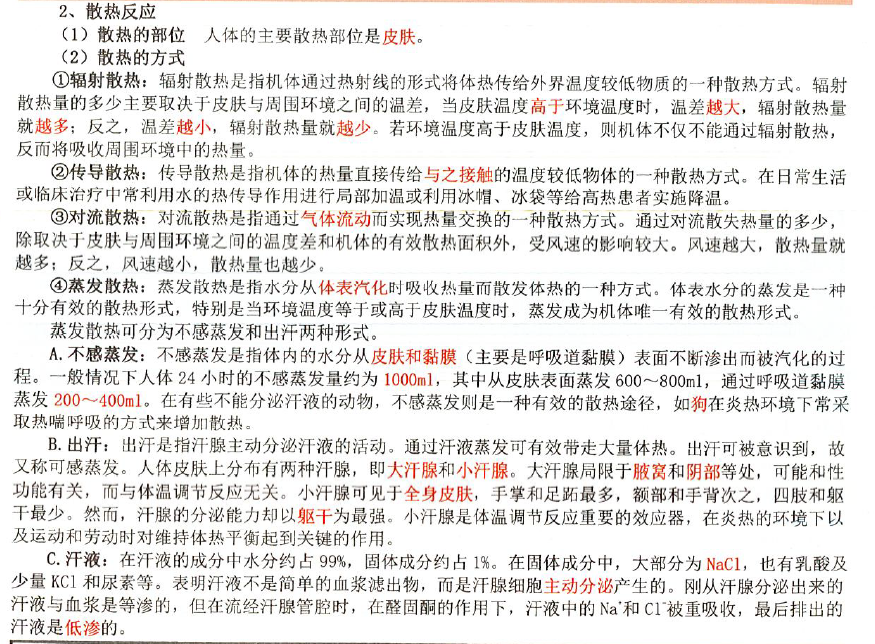 2、散热反应
（1）散热的部位　人体的主要散热部位是皮肤。
（2）散热的方式
①辐射散热：辐射散热是指机体通过热射线的形式将体热传给外界温度较低物质的一种散热方式。辐射
散热量的多少主要取决于皮肤与周围环境之间的温差，当皮肤温度高于环境温度时，温差越大，辐射散热量
就越多；反之，温差越小，辐射散热量就越少。若环境温度高于皮肤温度，则机体不仅不能通过辐射散热，
反而将吸收周围环境中的热量。
②传导散热：传导散热是指机体的热量直接传给与之接触的温度较低物体的一种散热方式。在日常生活
或临床治疗中常利用水的热传导作用进行局部加温或利用冰帽、冰袋等给高热患者实施降温。
③对流散热：对流散热是指通过气体流动而实现热量交换的一种散热方式。通过对流散失热量的多少，
除取决于皮肤与周围环境之间的温度差和机体的有效散热面积外，受风速的影响较大。风速越大，散热量就
越多；反之，风速越小，散热量也越少。
④蒸发散热：蒸发散热是指水分从体表汽化时吸收热量而散发体热的一种方式。体表水分的蒸发是一种
十分有效的散热形式，特别是当环境温度等于或高于皮肤温度时，蒸发成为机体唯一有效的散热形式。
蒸发散热可分为不感蒸发和出汗两种形式。
A.不感蒸发：不感蒸发是指体内的水分从皮肤和黏膜（主要是呼吸道黏膜）表面不断渗出而被汽化的过
程。一般情况下人体 24 小时的不感蒸发量约为 1000ml，其中从皮肤表面蒸发 600～800ml，通过呼吸道黏膜
蒸发 200～400ml。在有些不能分泌汗液的动物，不感蒸发则是一种有效的散热途径，如狗在炎热环境下常采
取热喘呼吸的方式来增加散热。
B.出汗：出汗是指汗腺主动分泌汗液的活动。通过汗液蒸发可有效带走大量体热。出汗可被意识到，故
又称可感蒸发。人体皮肤上分布有两种汗腺，即大汗腺和小汗腺。大汗腺局限于腋窝和阴部等处，可能和性
功能有关，而与体温调节反应无关。小汗腺可见于全身皮肤，手掌和足跖最多，额部和手背次之，四肢和躯
干最少。然而，汗腺的分泌能力却以躯干为最强。小汗腺是体温调节反应重要的效应器，在炎热的环境下以
及运动和劳动时对维持体热平衡起到关键的作用。
C.汗液：在汗液的成分中水分约占 99%，固体成分约占 1%。在固体成分中，大部分为 NaCl，也有乳酸及
少量 KCl 和尿素等。表明汗液不是简单的血浆滤出物，而是汗腺细胞主动分泌产生的。刚从汗腺分泌出来的
汗液与血浆是等渗的，但在流经汗腺管腔时，在醛固酮的作用下，汗液中的 Na⁺和 Cl⁻被重吸收，最后排出的
汗液是低渗的。